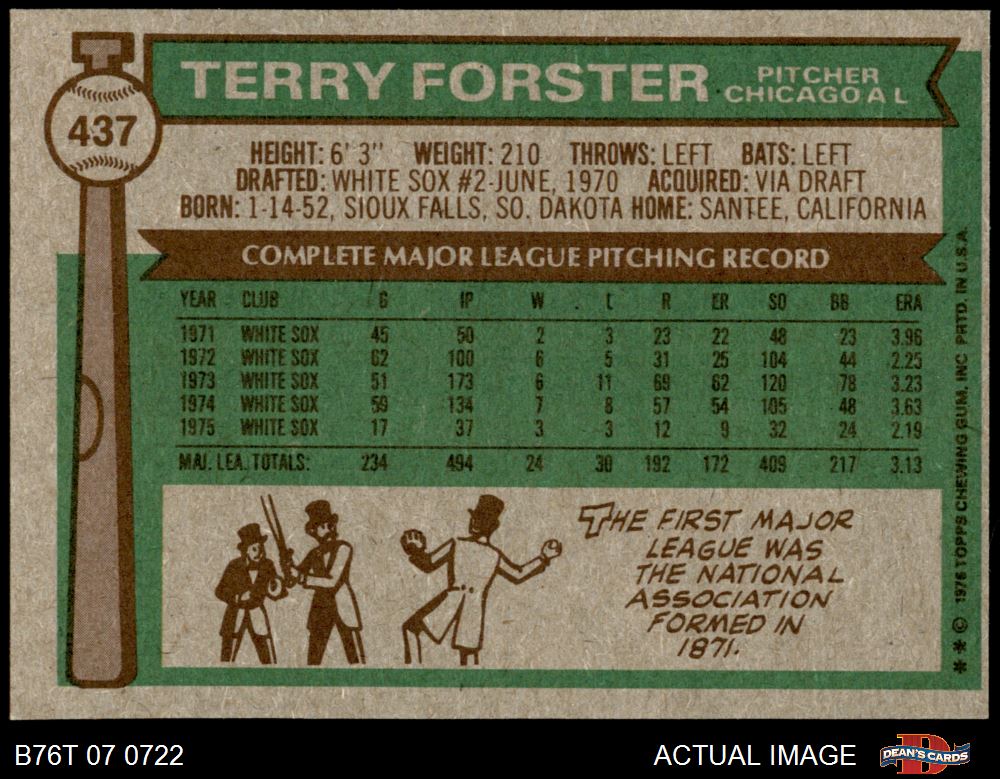 437
TERRY FORSTER PITCHER
CHICAGO A L
HEIGHT: 6' 3" WEIGHT: 210 THROWS: LEFT BATS: LEFT
DRAFTED: WHITE SOX #2-JUNE, 1970 ACQUIRED: VIA DRAFT
BORN: 1-14-52, SIOUX FALLS, SO. DAKOTA HOME: SANTEE, CALIFORNIA
COMPLETE MAJOR LEAGUE PITCHING RECORD
YEAR CLUB G IP W L R ER SO BB ERA
1971 WHITE SOX 45 50 2 3 23 22 48 23 3.96
1972 WHITE SOX 62 100 6 5 31 25 104 44 2.25
1973 WHITE SOX 51 173 6 11 69 62 120 78 3.23
1974 WHITE SOX 59 134 7 8 57 54 105 48 3.63
1975 WHITE SOX 17 37 3 3 12 9 32 24 2.19
MAJ. LEA. TOTALS: 234 494 24 30 192 172 409 217 3.13
THE FIRST MAJOR
LEAGUE WAS
THE NATIONAL
ASSOCIATION
FORMED IN
1871.
* * © 1976 TOPPS CHEWING GUM, INC PRTD. IN U.S.A.
B76T 07 0722 ACTUAL IMAGE DEAN'S CARDS